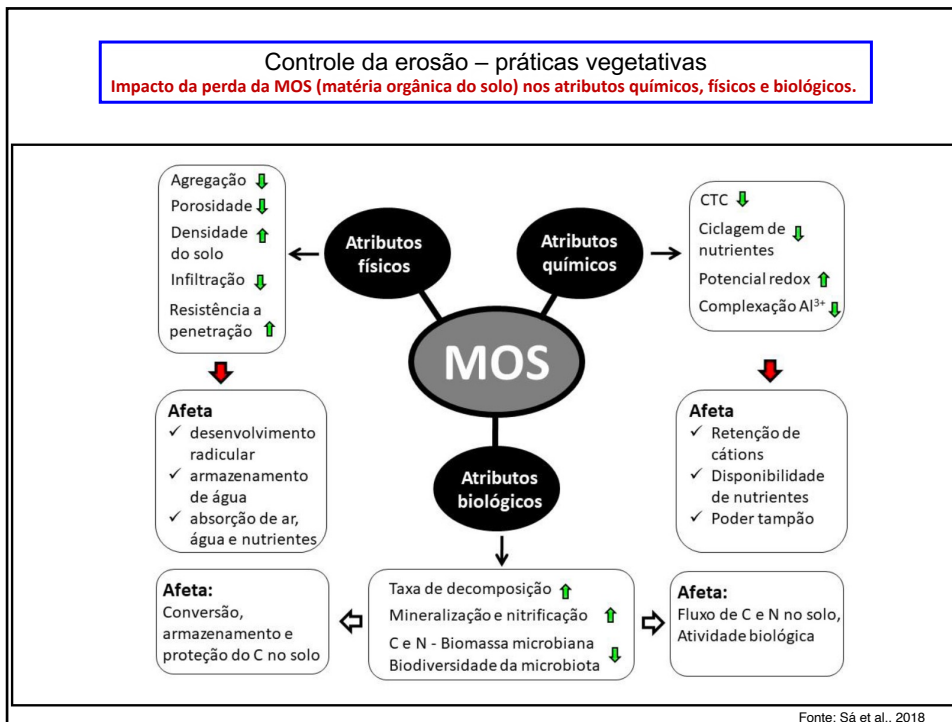 Controle da erosão – práticas vegetativas
Impacto da perda da MOS (matéria orgânica do solo) nos atributos químicos, físicos e biológicos.
Agregação
Porosidade
Densidade
do solo
Infiltração
Resistência a
penetração
Atributos
físicos
Atributos
químicos
CTC
Ciclagem de
nutrientes
Potencial redox
Complexação Al³⁺
MOS
Afeta
✓ desenvolvimento
radicular
✓ armazenamento
de água
✓ absorção de ar,
água e nutrientes
Atributos
biológicos
Afeta
✓ Retenção de
cátions
✓ Disponibilidade
de nutrientes
✓ Poder tampão
Afeta:
Conversão,
armazenamento e
proteção do C no solo
Taxa de decomposição
Mineralização e nitrificação
C e N - Biomassa microbiana
Biodiversidade da microbiota
Afeta:
Fluxo de C e N no solo,
Atividade biológica
Fonte: Sá et al., 2018